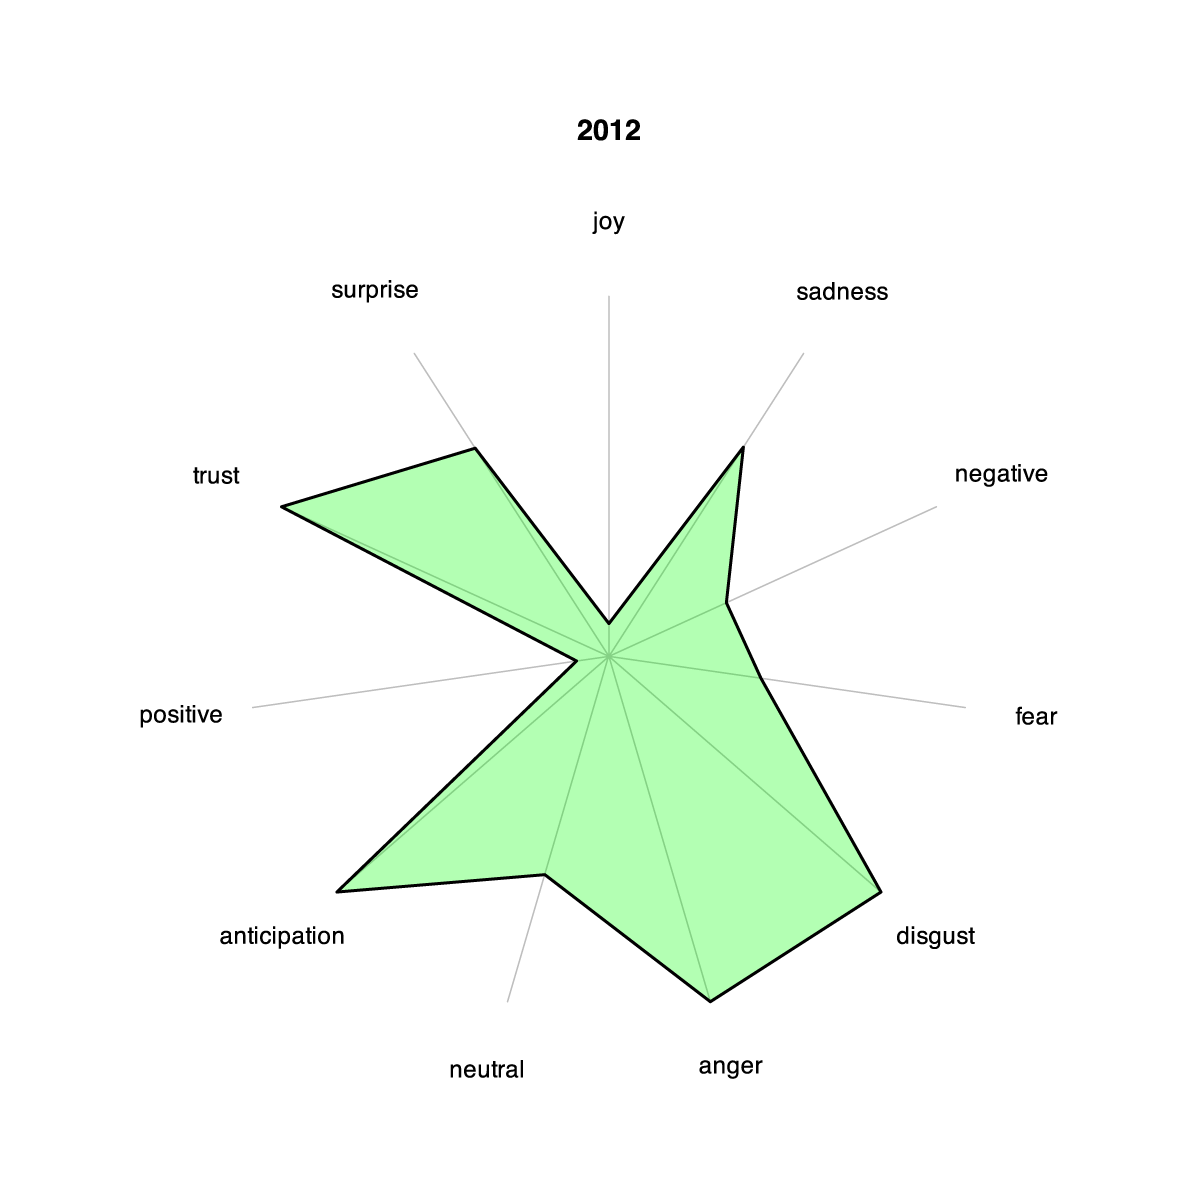 2012
joy
surprise
sadness
trust
negative
positive
fear
anticipation
disgust
neutral
anger